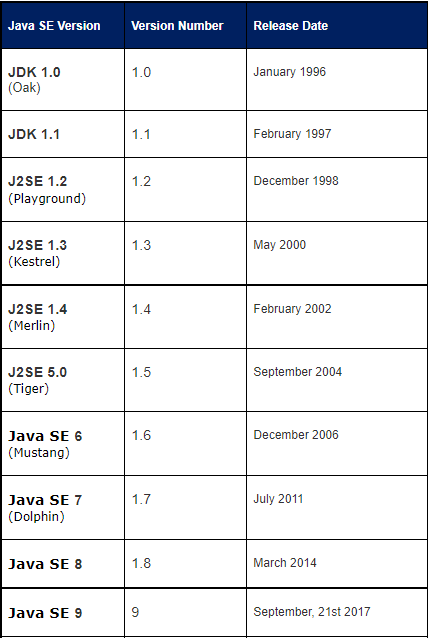 Java SE Version Version Number Release Date
JDK 1.0 1.0 January 1996
(Oak)
JDK 1.1 1.1 February 1997
J2SE 1.2 1.2 December 1998
(Playground)
J2SE 1.3 1.3 May 2000
(Kestrel)
J2SE 1.4 1.4 February 2002
(Merlin)
J2SE 5.0 1.5 September 2004
(Tiger)
Java SE 6 1.6 December 2006
(Mustang)
Java SE 7 1.7 July 2011
(Dolphin)
Java SE 8 1.8 March 2014
Java SE 9 9 September, 21st 2017